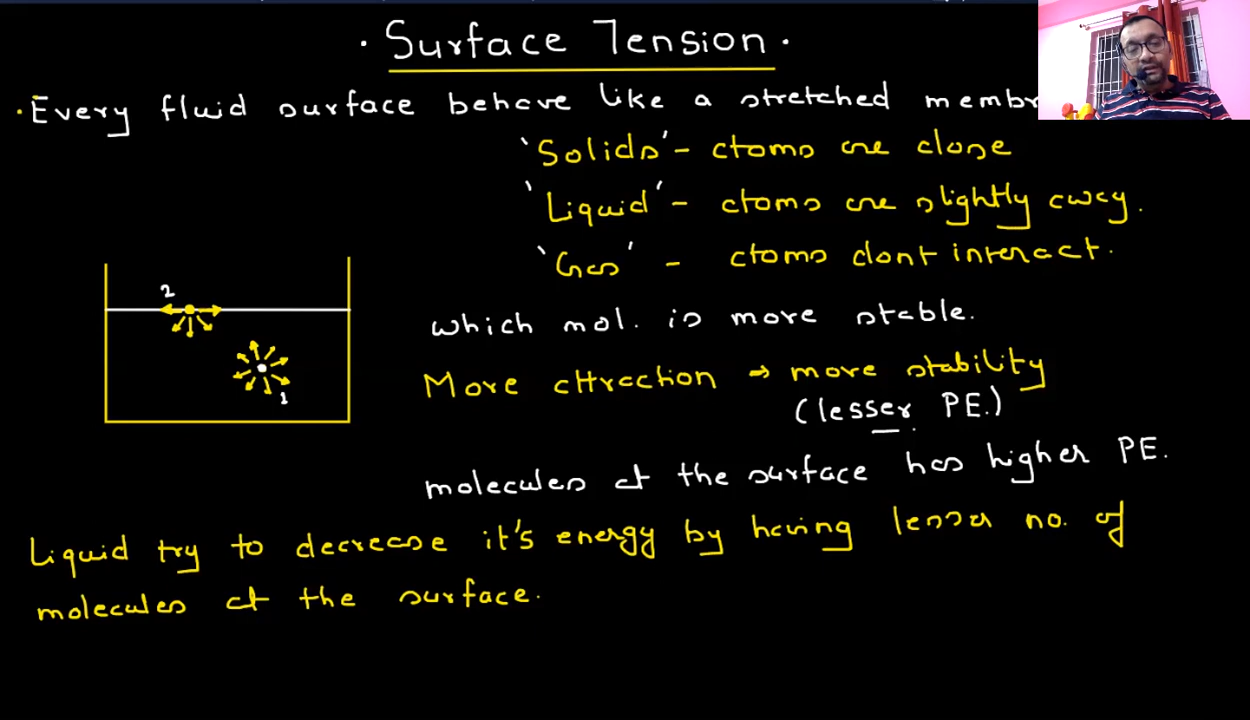 · Surface Tension ·
· Every fluid surface behave like a stretched membr
'Solids' - atoms are close
'Liquid' - atoms are slightly away.
'Gas' - atoms dont interact.
2
1
which mol. is more stable.
More attraction → more stability
(lesser PE.)
molecules at the surface has higher PE.
Liquid try to decrease it's energy by having lesser no. of
molecules at the surface.